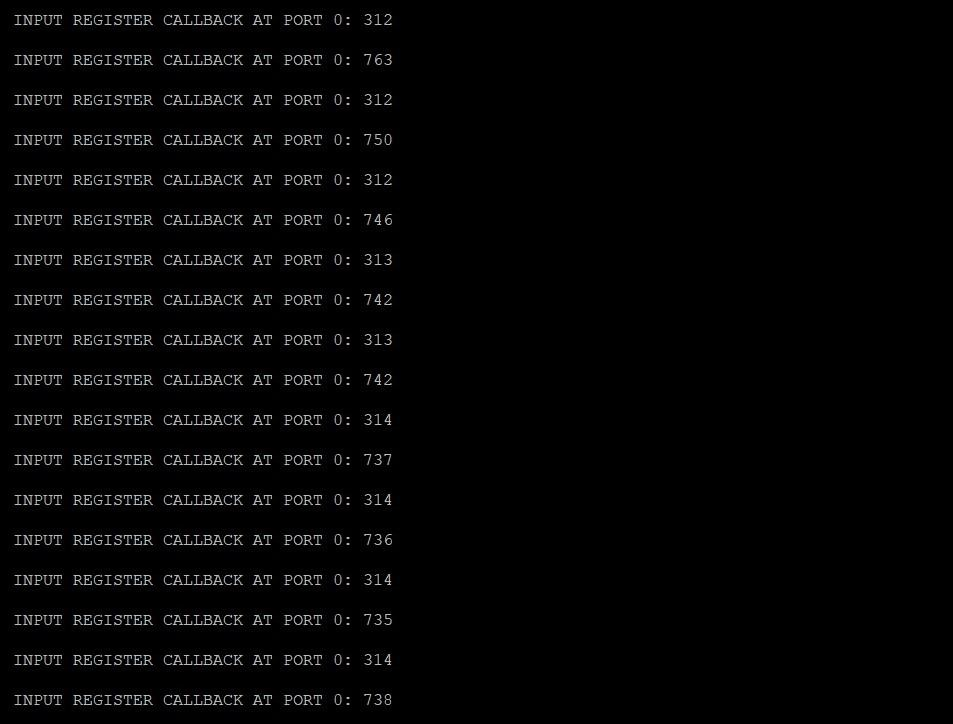 INPUT REGISTER CALLBACK AT PORT 0: 312
INPUT REGISTER CALLBACK AT PORT 0: 763
INPUT REGISTER CALLBACK AT PORT 0: 312
INPUT REGISTER CALLBACK AT PORT 0: 750
INPUT REGISTER CALLBACK AT PORT 0: 312
INPUT REGISTER CALLBACK AT PORT 0: 746
INPUT REGISTER CALLBACK AT PORT 0: 313
INPUT REGISTER CALLBACK AT PORT 0: 742
INPUT REGISTER CALLBACK AT PORT 0: 313
INPUT REGISTER CALLBACK AT PORT 0: 742
INPUT REGISTER CALLBACK AT PORT 0: 314
INPUT REGISTER CALLBACK AT PORT 0: 737
INPUT REGISTER CALLBACK AT PORT 0: 314
INPUT REGISTER CALLBACK AT PORT 0: 736
INPUT REGISTER CALLBACK AT PORT 0: 314
INPUT REGISTER CALLBACK AT PORT 0: 735
INPUT REGISTER CALLBACK AT PORT 0: 314
INPUT REGISTER CALLBACK AT PORT 0: 738